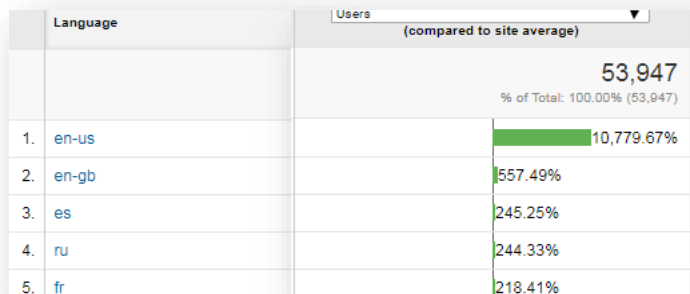 Language
Users
(compared to site average)
53,947
% of Total: 100.00% (53,947)
1. en-us 10,779.67%
2. en-gb 557.49%
3. es 245.25%
4. ru 244.33%
5. fr 218.41%